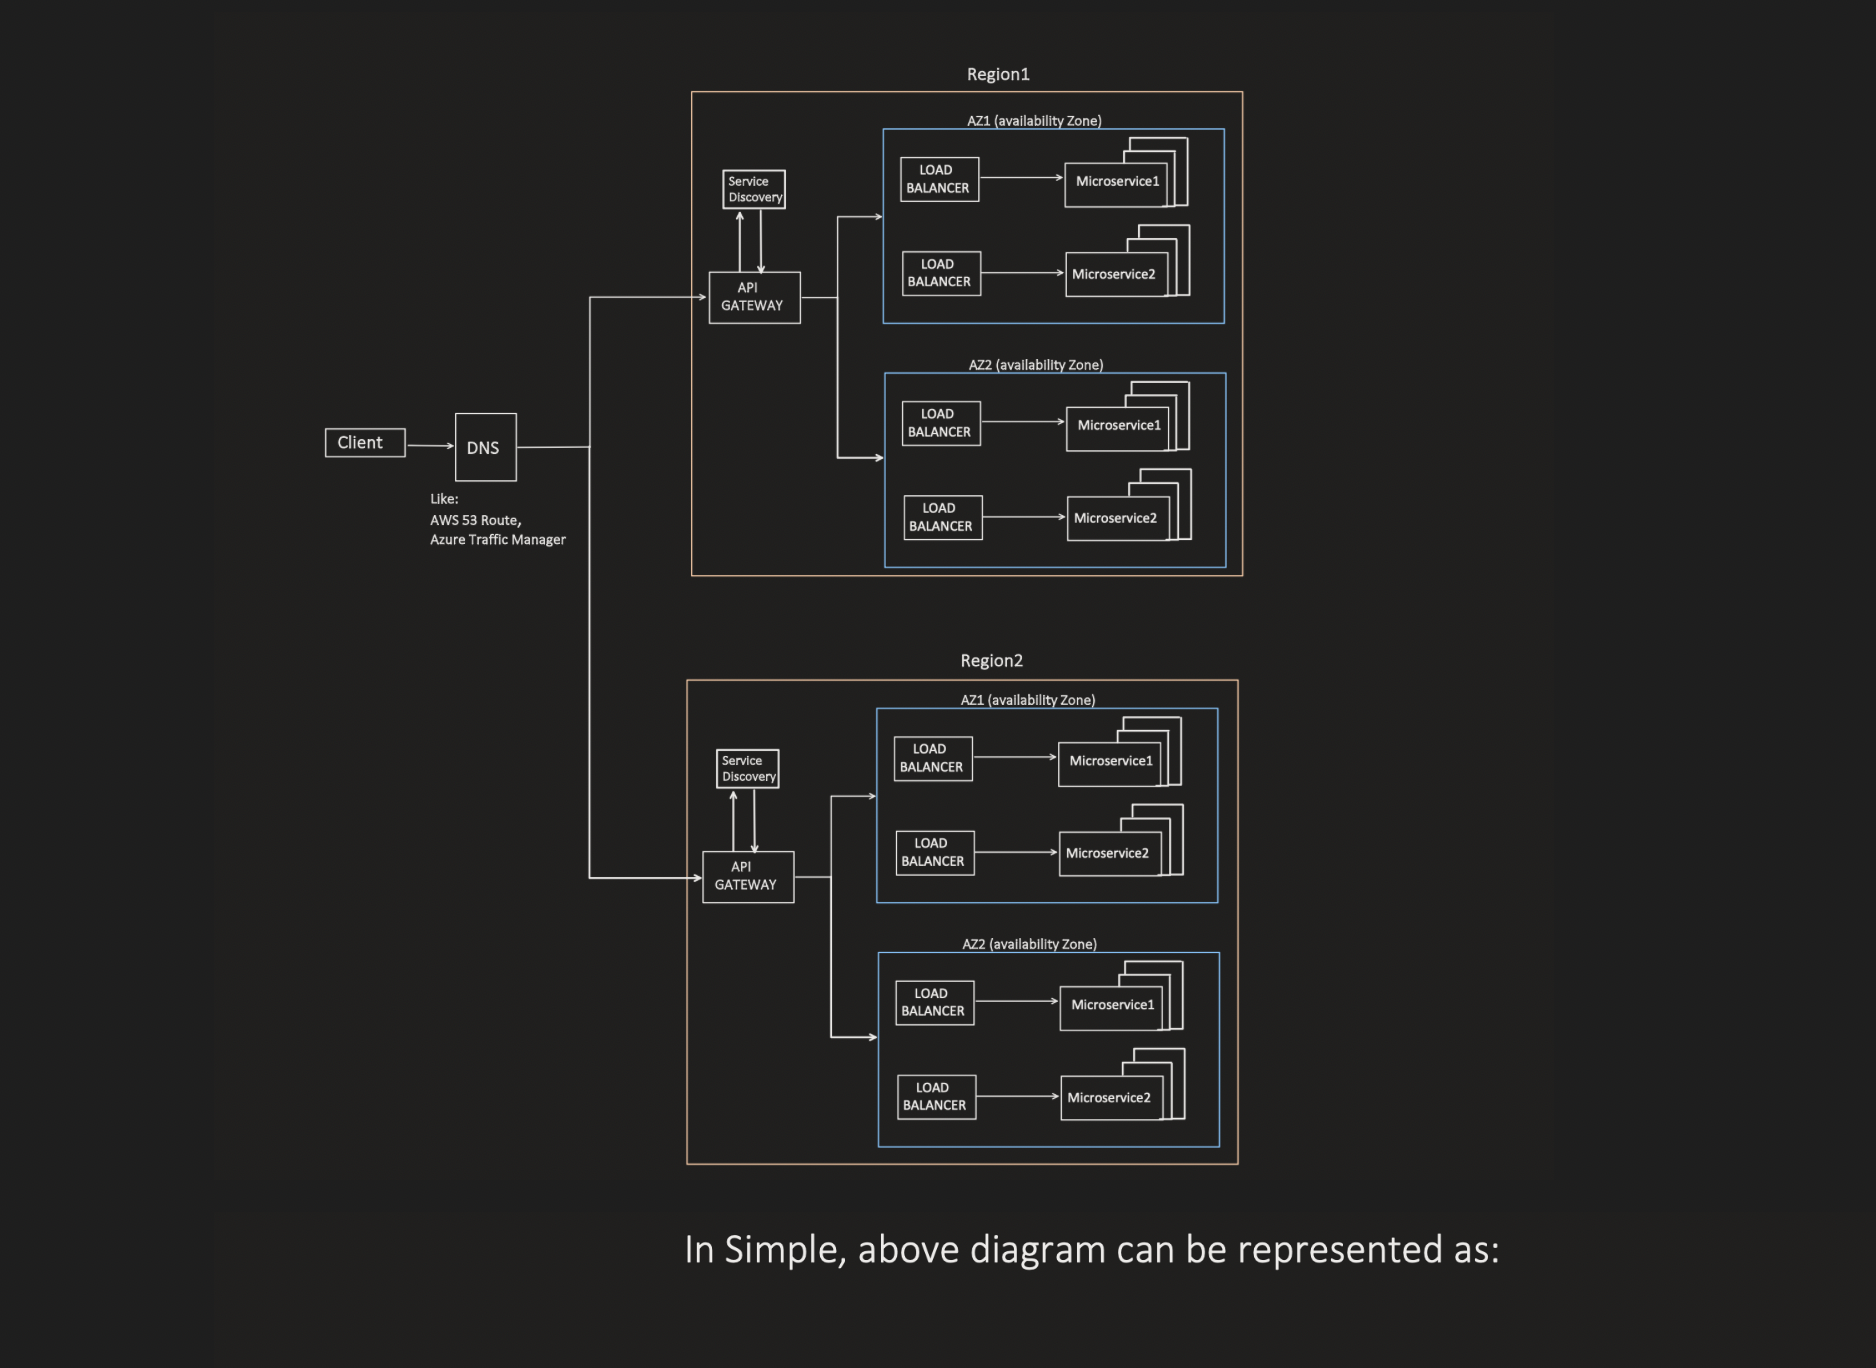 Region1
AZ1 (availability Zone)
LOAD
BALANCER
Microservice1
Service
Discovery
LOAD
BALANCER
Microservice2
API
GATEWAY
AZ2 (availability Zone)
LOAD
BALANCER
Microservice1
Client
DNS
Like:
AWS 53 Route,
Azure Traffic Manager
LOAD
BALANCER
Microservice2
Region2
AZ1 (availability Zone)
LOAD
BALANCER
Microservice1
Service
Discovery
LOAD
BALANCER
Microservice2
API
GATEWAY
AZ2 (availability Zone)
LOAD
BALANCER
Microservice1
LOAD
BALANCER
Microservice2
In Simple, above diagram can be represented as: